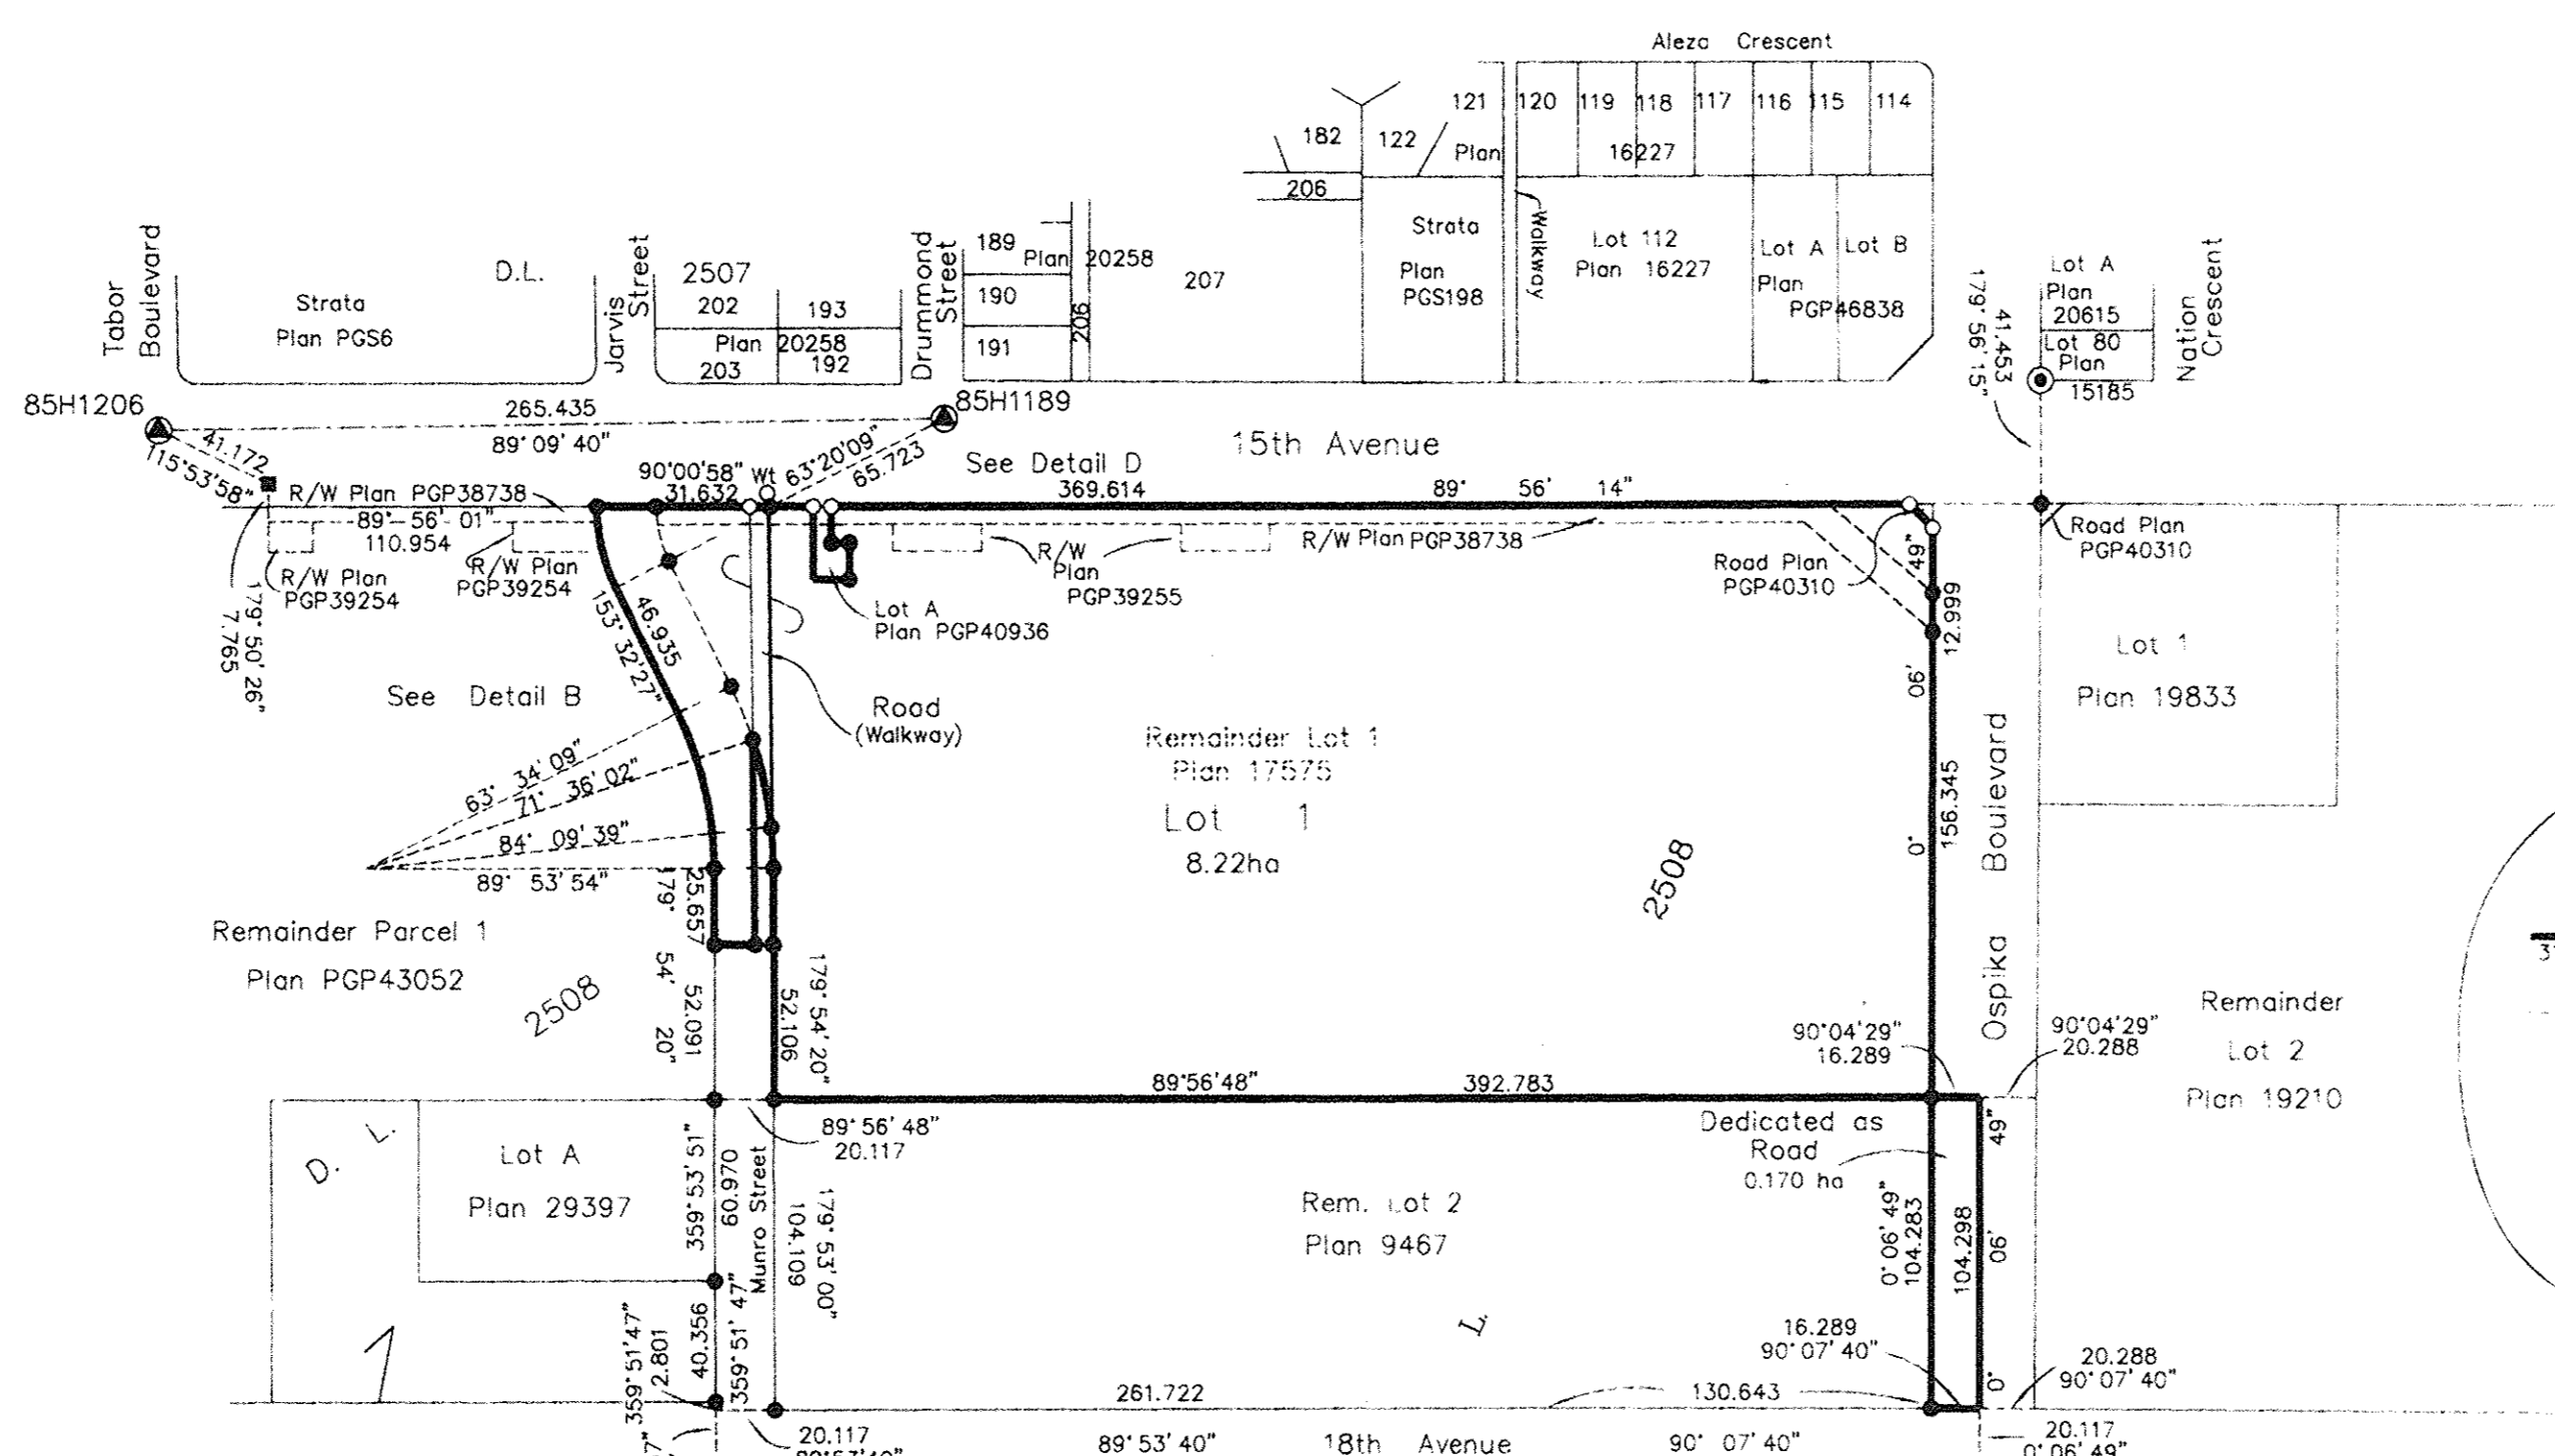 Aleza Crescent
121 120 119 118 117 116 115 114
182 122 Plan 16227
206
Tabor
Boulevard
Strata
Plan PGS6
D.L.
Jarvis
Street
2507
202 193
Plan 20258
203 192
Drummond
Street
189
Plan 20258
190
191
206
207
Strata
Plan
PGS198
Walkway
Lot 112
Plan 16227
Lot A Lot B
Plan
PGP46838
179° 56' 15"
41.453
Lot A
Plan
20615
Lot 80
Plan
15185
Nation
Crescent
85H1206
265.435
89° 09' 40"
85H1189
41.172
115°53'58"
63°20'09"
65.723
15th Avenue
See Detail D
90°00'58" Wt
31.632
369.614 89° 56' 14"
R/W Plan PGP38738
89° 56' 01"
110.954
R/W Plan
PGP39254
R/W Plan
PGP39254
179° 50' 26"
7.765
R/W
Plan
PGP39255
R/W Plan PGP38738
Road Plan
PGP40310
Road Plan
PGP40310
Lot A
Plan PGP40936
46.935
153° 32'27"
See Detail B
Road
(Walkway)
63° 34' 09"
71° 36' 02"
84° 09' 39"
89° 53' 54"
Remainder Lot 1
Plan 17575
Lot 1
8.22ha
2508
0° 06' 49"
12.999
156.345
Ospika Boulevard
Lot 1
Plan 19833
Remainder Parcel 1
Plan PGP43052
2508
25.657
179° 54' 20"
52.091
179° 54' 20"
52.106
90°04'29"
16.289
90°04'29"
20.288
Remainder
Lot 2
Plan 19210
89°56'48" 392.783
89° 56' 48"
20.117
Dedicated as
Road
0.170 ha
D. L.
Lot A
Plan 29397
359° 53' 51"
60.970
Munro Street
179° 53' 00"
104.109
Rem. Lot 2
Plan 9467
0° 06' 49"
104.283
104.298
0° 06' 49"
1
L.
359° 51' 47"
2.801
40.356
359° 51' 47"
16.289
90° 07' 40"
20.288
90° 07' 40"
261.722 130.643
20.117
89° 53' 40" 18th Avenue 90° 07' 40"
20.117
0° 06' 49"